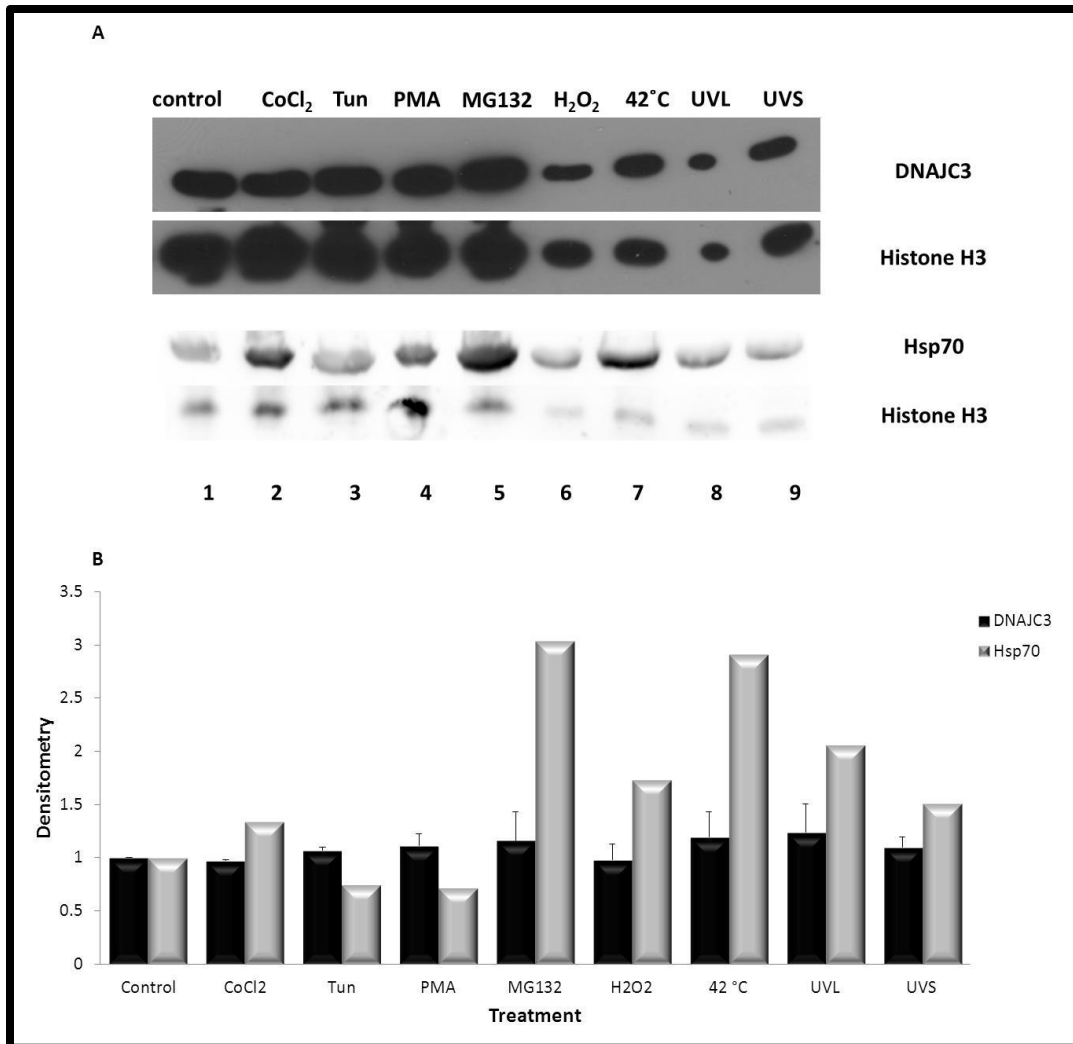 A
control CoCl₂ Tun PMA MG132 H₂O₂ 42˚C UVL UVS
DNAJC3
Histone H3
Hsp70
Histone H3
1 2 3 4 5 6 7 8 9
B
3.5
3
2.5
2
1.5
1
0.5
0
Densitometry
DNAJC3
Hsp70
Control CoCl2 Tun PMA MG132 H2O2 42 °C UVL UVS
Treatment